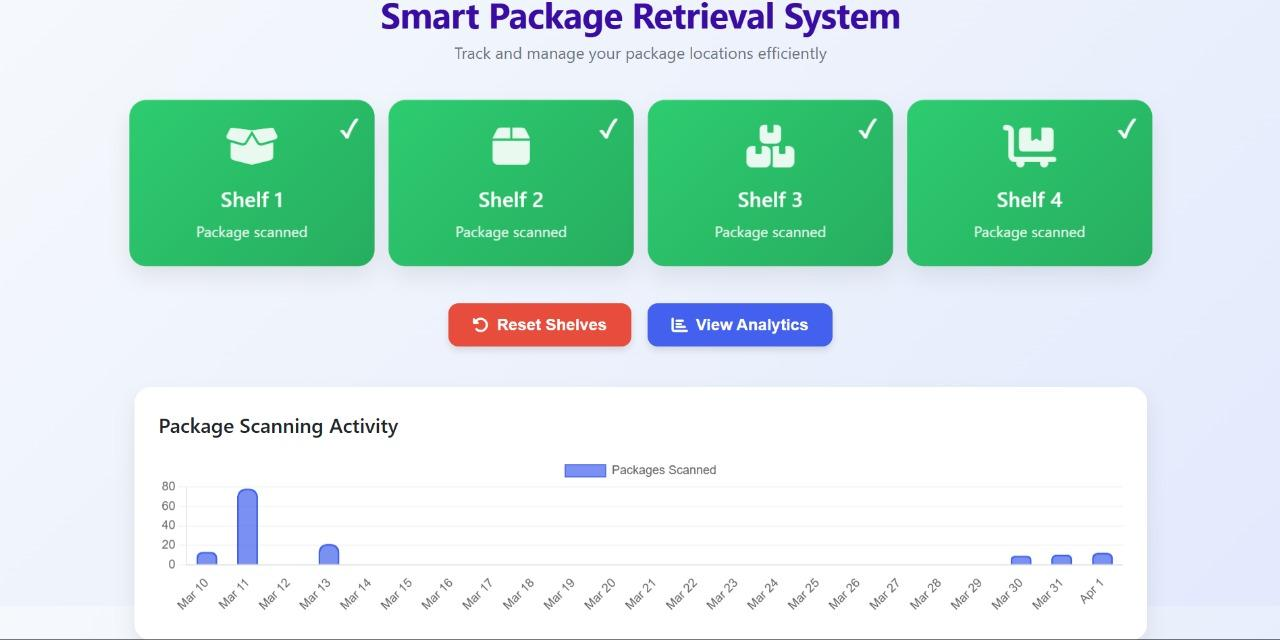 Smart Package Retrieval System
Track and manage your package locations efficiently
✓
✓
✓
✓
Shelf 1
Shelf 2
Shelf 3
Shelf 4
Package scanned
Package scanned
Package scanned
Package scanned
Reset Shelves
View Analytics
Package Scanning Activity
Packages Scanned
80
60
40
20
0
Mar 10
Mar 11
Mar 12
Mar 13
Mar 14
Mar 15
Mar 16
Mar 17
Mar 18
Mar 19
Mar 20
Mar 21
Mar 22
Mar 23
Mar 24
Mar 25
Mar 26
Mar 27
Mar 28
Mar 29
Mar 30
Mar 31
Apr 1